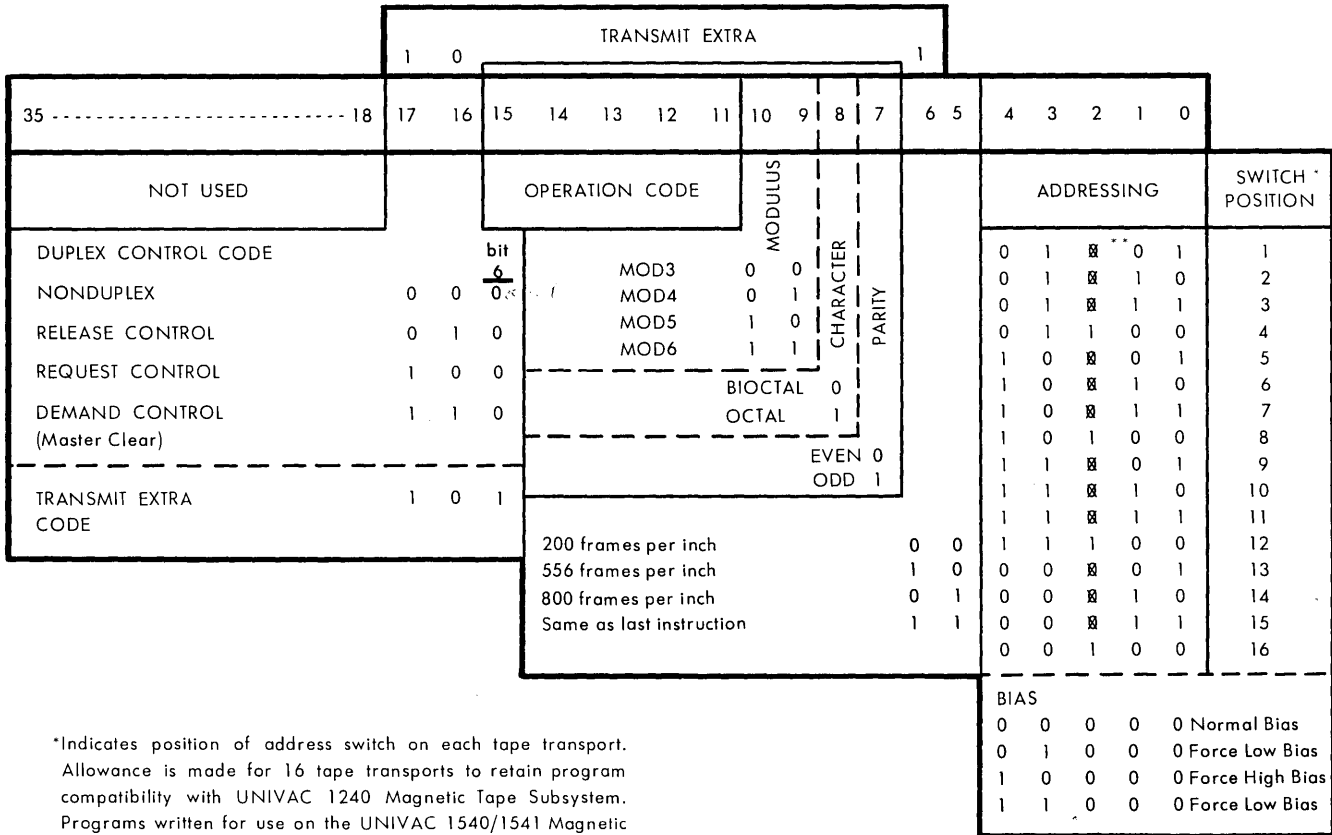 TRANSMIT EXTRA
1 0 1
35 - - - - - - - - - - - - - - - - - - - - - - - - - - - - 18 17 16 15 14 13 12 11 10 9 8 7 6 5 4 3 2 1 0
NOT USED OPERATION CODE MODULUS CHARACTER PARITY ADDRESSING SWITCH * POSITION
DUPLEX CONTROL CODE bit 6
NONDUPLEX 0 0 0
RELEASE CONTROL 0 1 0
REQUEST CONTROL 1 0 0
DEMAND CONTROL 1 1 0
(Master Clear)
TRANSMIT EXTRA 1 0 1
CODE
MOD3 0 0
MOD4 0 1
MOD5 1 0
MOD6 1 1
BIOCTAL 0
OCTAL 1
EVEN 0
ODD 1
200 frames per inch 0 0
556 frames per inch 1 0
800 frames per inch 0 1
Same as last instruction 1 1
0 1 0 ** 0 1 1
0 1 0 1 0 2
0 1 0 1 1 3
0 1 1 0 0 4
1 0 0 0 1 5
1 0 0 1 0 6
1 0 0 1 1 7
1 0 1 0 0 8
1 1 0 0 1 9
1 1 0 1 0 10
1 1 0 1 1 11
1 1 1 0 0 12
0 0 0 0 1 13
0 0 0 1 0 14
0 0 0 1 1 15
0 0 1 0 0 16
BIAS
0 0 0 0 0 Normal Bias
0 1 0 0 0 Force Low Bias
1 0 0 0 0 Force High Bias
1 1 0 0 0 Force Low Bias
*Indicates position of address switch on each tape transport.
Allowance is made for 16 tape transports to retain program
compatibility with UNIVAC 1240 Magnetic Tape Subsystem.
Programs written for use on the UNIVAC 1540/1541 Magnetic